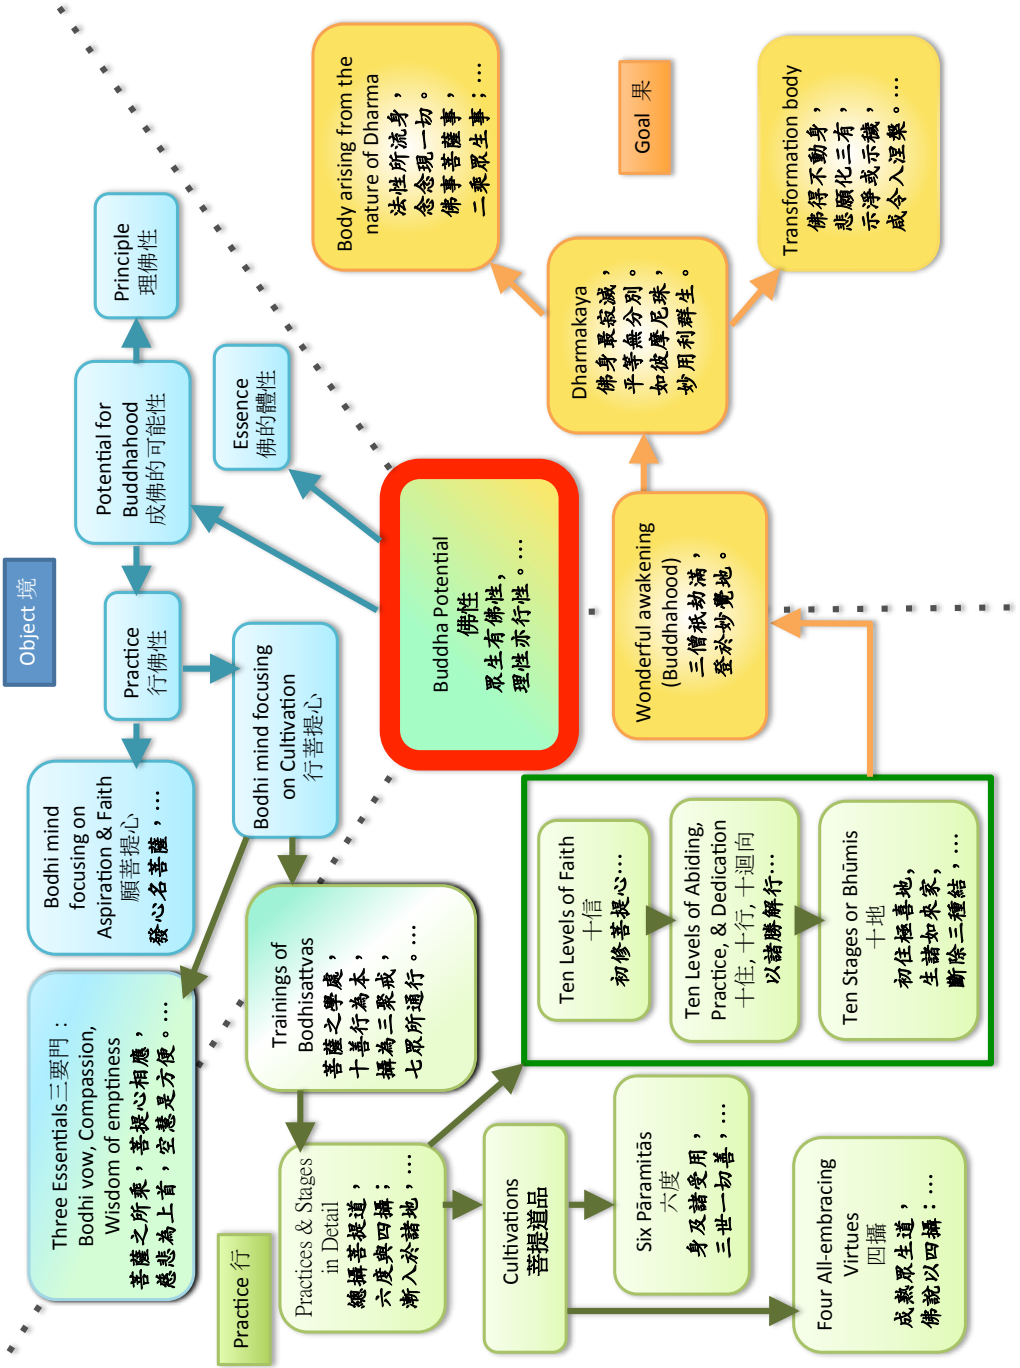 Object 境
Potential for
Buddhahood
成佛的可能性
Principle
理佛性
Essence
佛的體性
Practice
行佛性
Bodhi mind
focusing on
Aspiration & Faith
願菩提心
發心名菩薩，…
Bodhi mind focusing
on Cultivation
行菩提心
Three Essentials三要門：
Bodhi vow, Compassion,
Wisdom of emptiness
菩薩之所乘，菩提心相應，
慈悲為上首，空慧是方便。…
Buddha Potential
佛性
眾生有佛性，
理性亦行性。…
Practice 行
Trainings of
Bodhisattvas
菩薩之學處，
十善行為本，
攝為三聚戒，
七眾所通行。…
Practices & Stages
in Detail
總攝菩提道，
六度與四攝；
漸入於諸地，…
Cultivations
菩提道品
Six Pāramitās
六度
身及諸受用，
三世一切善，…
Four All-embracing
Virtues
四攝
成熟眾生道，
佛說以四攝：…
Ten Levels of Faith
十信
初修菩提心…
Ten Levels of Abiding,
Practice, & Dedication
十住, 十行, 十迴向
以諸勝解行…
Ten Stages or Bhūmis
十地
初住極喜地，
生諸如來家，
斷除三種結，…
Goal 果
Wonderful awakening
(Buddhahood)
三僧祇劫滿，
登於妙覺地。
Dharmakaya
佛身最寂滅，
平等無分別。
如彼摩尼珠，
妙用利群生。
Body arising from the
nature of Dharma
法性所流身，
念念現一切。
佛事菩薩事，
二乘眾生事；…
Transformation body
佛得不動身，
悲願化三有，
示淨或示穢，
咸令入涅槃。…